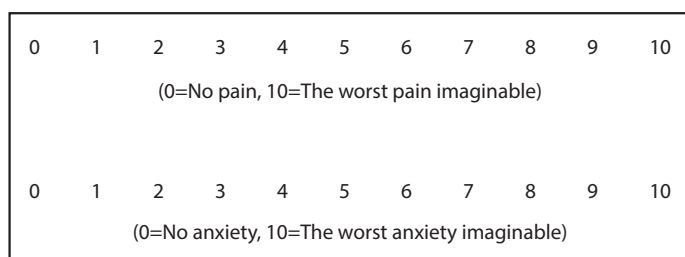 0 1 2 3 4 5 6 7 8 9 10
(0=No pain, 10=The worst pain imaginable)
0 1 2 3 4 5 6 7 8 9 10
(0=No anxiety, 10=The worst anxiety imaginable)